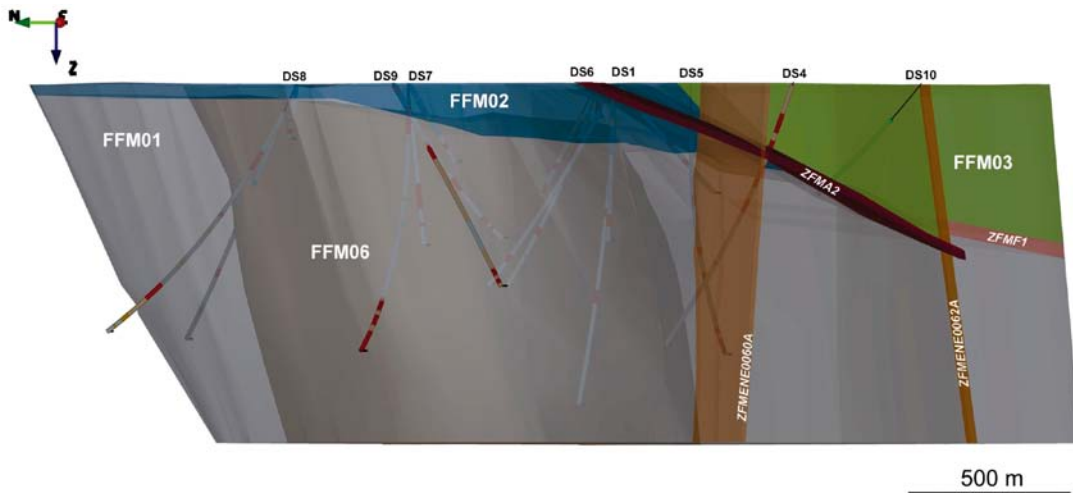 N E
Z
DS8 DS9 DS7 DS6 DS1 DS5 DS4 DS10
FFM02
FFM01
FFM03
ZFMA2
ZFMF1
FFM06
ZFMENE0060A
ZFMENE0062A
500 m